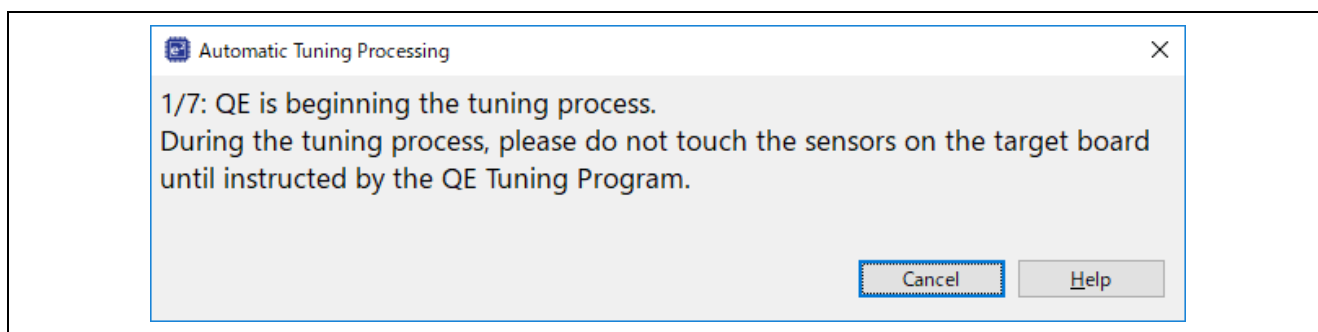 Automatic Tuning Processing
1/7: QE is beginning the tuning process.
During the tuning process, please do not touch the sensors on the target board
until instructed by the QE Tuning Program.
Cancel Help